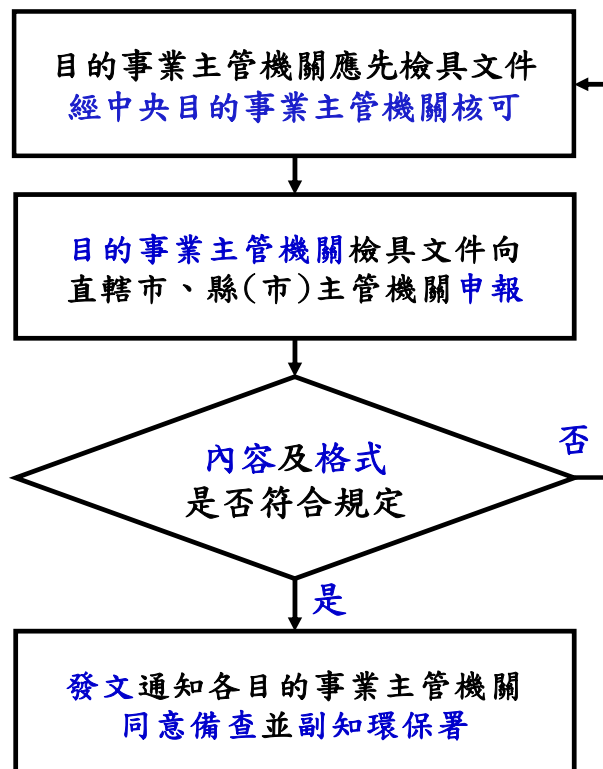 目的事業主管機關應先檢具文件
經中央目的事業主管機關核可
目的事業主管機關檢具文件向
直轄市、縣(市)主管機關申報
內容及格式
是否符合規定
否
是
發文通知各目的事業主管機關
同意備查並副知環保署